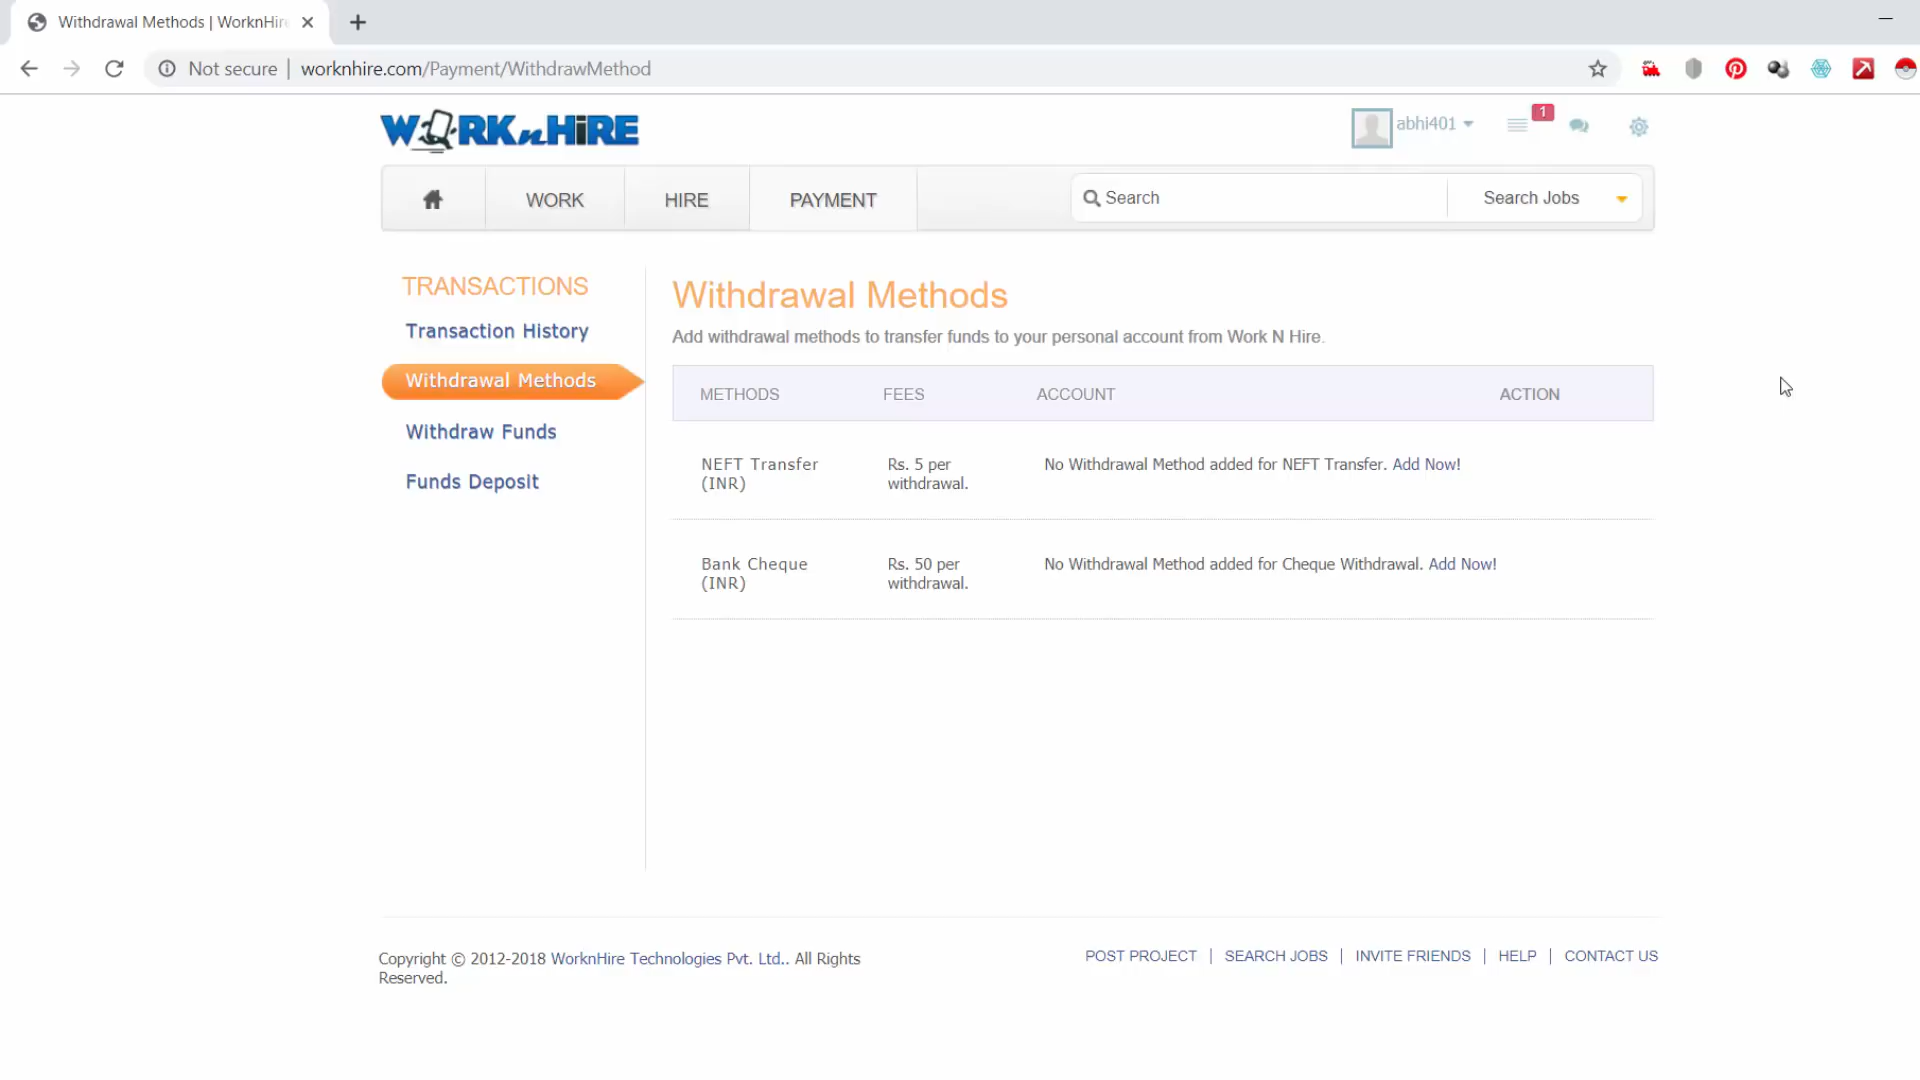 Withdrawal Methods | WorknHire
Not secure | worknhire.com/Payment/WithdrawMethod
WORKnHiRE
abhi401
1
WORK
HIRE
PAYMENT
Search
Search Jobs
TRANSACTIONS
Transaction History
Withdrawal Methods
Withdraw Funds
Funds Deposit
Withdrawal Methods
Add withdrawal methods to transfer funds to your personal account from Work N Hire.
METHODS FEES ACCOUNT ACTION
NEFT Transfer Rs. 5 per No Withdrawal Method added for NEFT Transfer. Add Now!
(INR) withdrawal.
Bank Cheque Rs. 50 per No Withdrawal Method added for Cheque Withdrawal. Add Now!
(INR) withdrawal.
Copyright © 2012-2018 WorknHire Technologies Pvt. Ltd.. All Rights
Reserved.
POST PROJECT | SEARCH JOBS | INVITE FRIENDS | HELP | CONTACT US